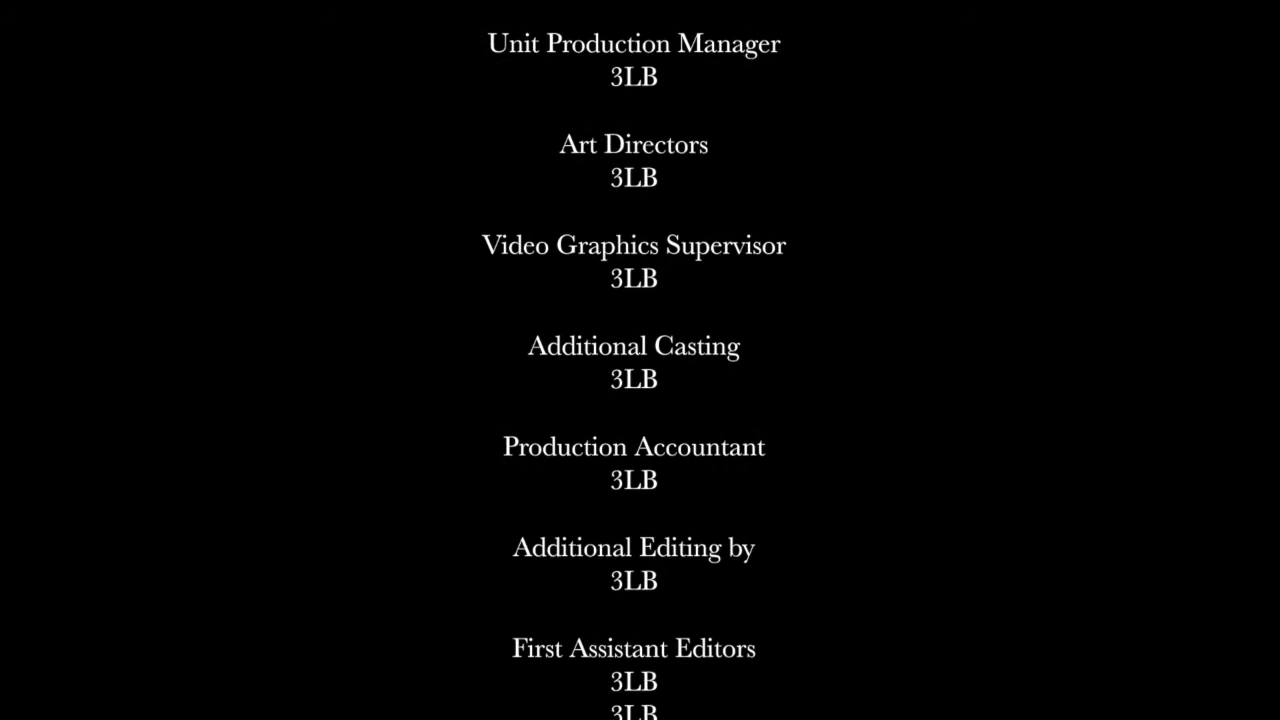 Unit Production Manager
3LB
Art Directors
3LB
Video Graphics Supervisor
3LB
Additional Casting
3LB
Production Accountant
3LB
Additional Editing by
3LB
First Assistant Editors
3LB
3LB